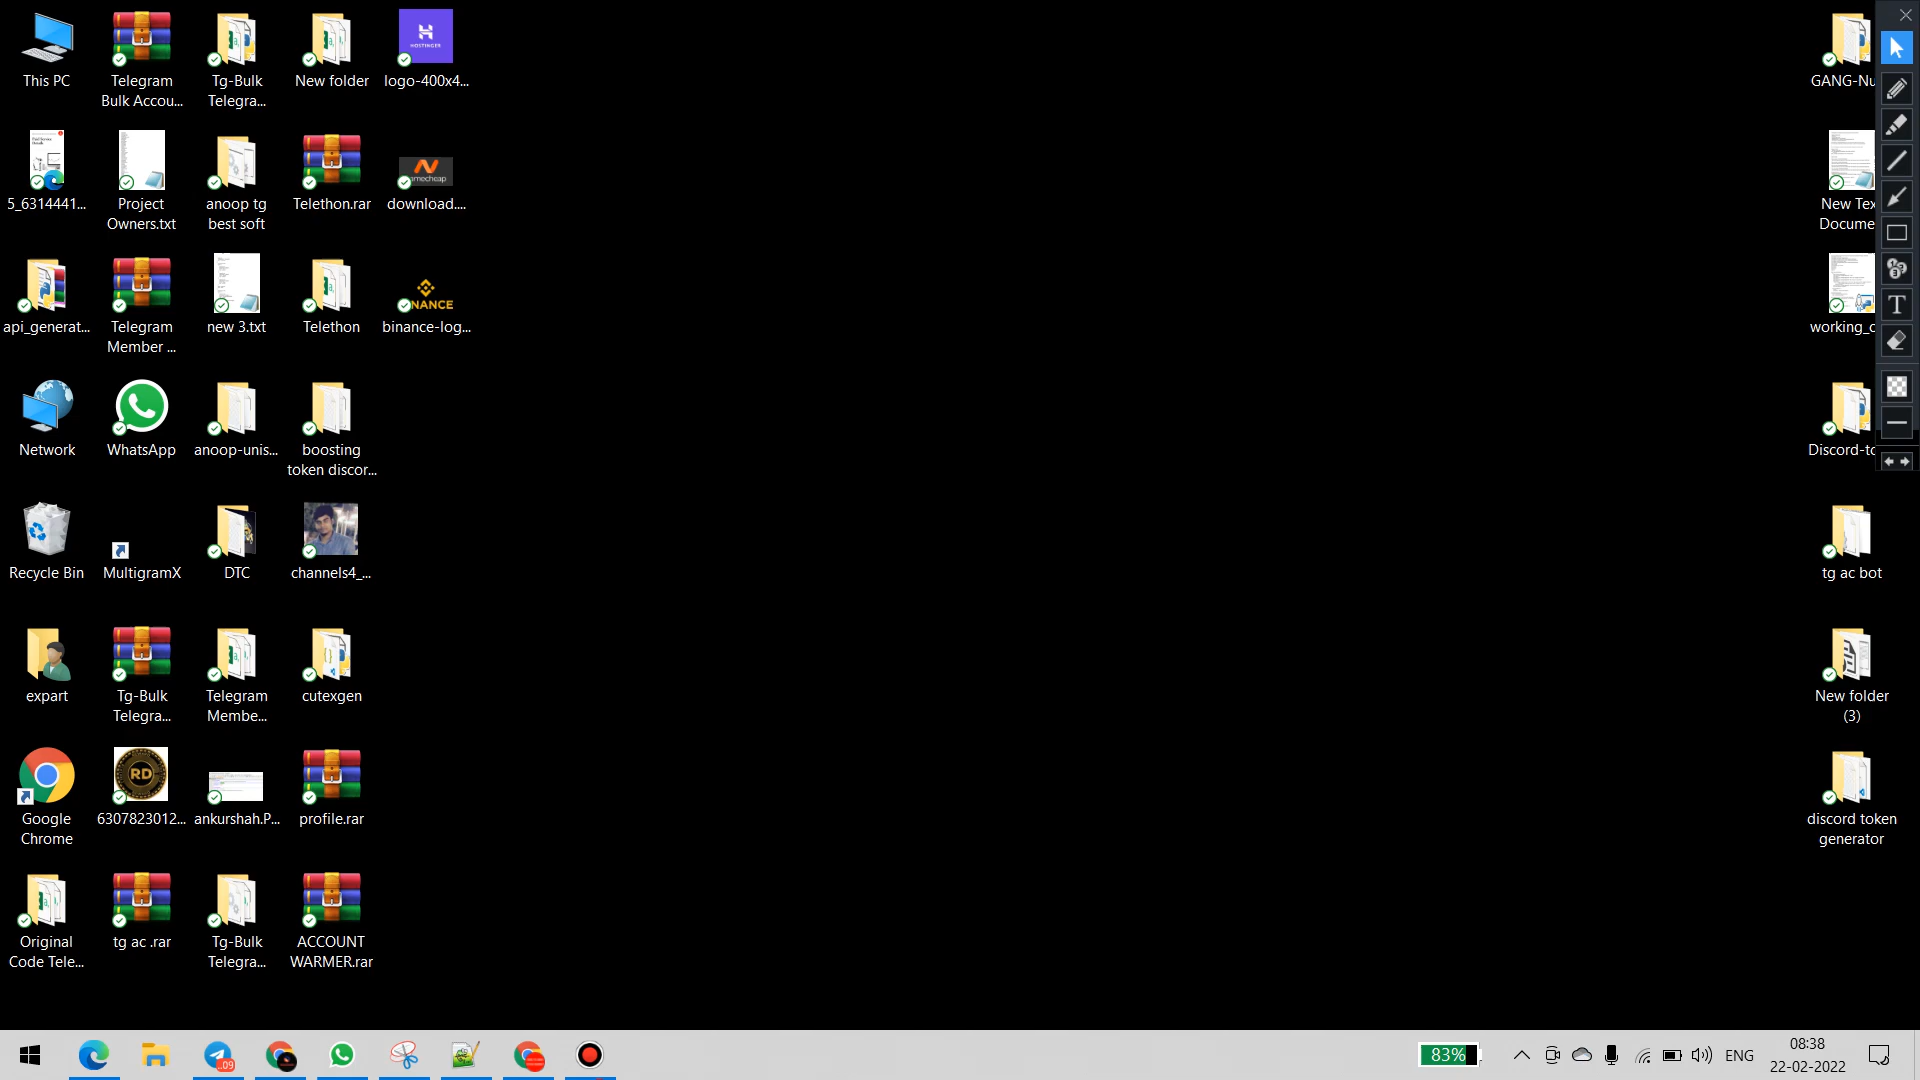 This PC
Telegram
Bulk Accou...
Tg-Bulk
Telegra...
New folder
HOSTINGER
logo-400x4...
GANG-Nu
5_6314441...
Project
Owners.txt
anoop tg
best soft
Telethon.rar
mecheap
download....
New Tex
Docume
api_generat...
Telegram
Member ...
new 3.txt
Telethon
NANCE
binance-log...
working_c
Network
WhatsApp
anoop-unis...
boosting
token discor...
Discord-to
Recycle Bin
MultigramX
DTC
channels4_...
tg ac bot
expart
Tg-Bulk
Telegra...
Telegram
Membe...
cutexgen
New folder
(3)
Google
Chrome
RD
6307823012...
ankurshah.P...
profile.rar
discord token
generator
Original
Code Tele...
tg ac .rar
Tg-Bulk
Telegra...
ACCOUNT
WARMER.rar
T
..09
83%
ENG
08:38
22-02-2022